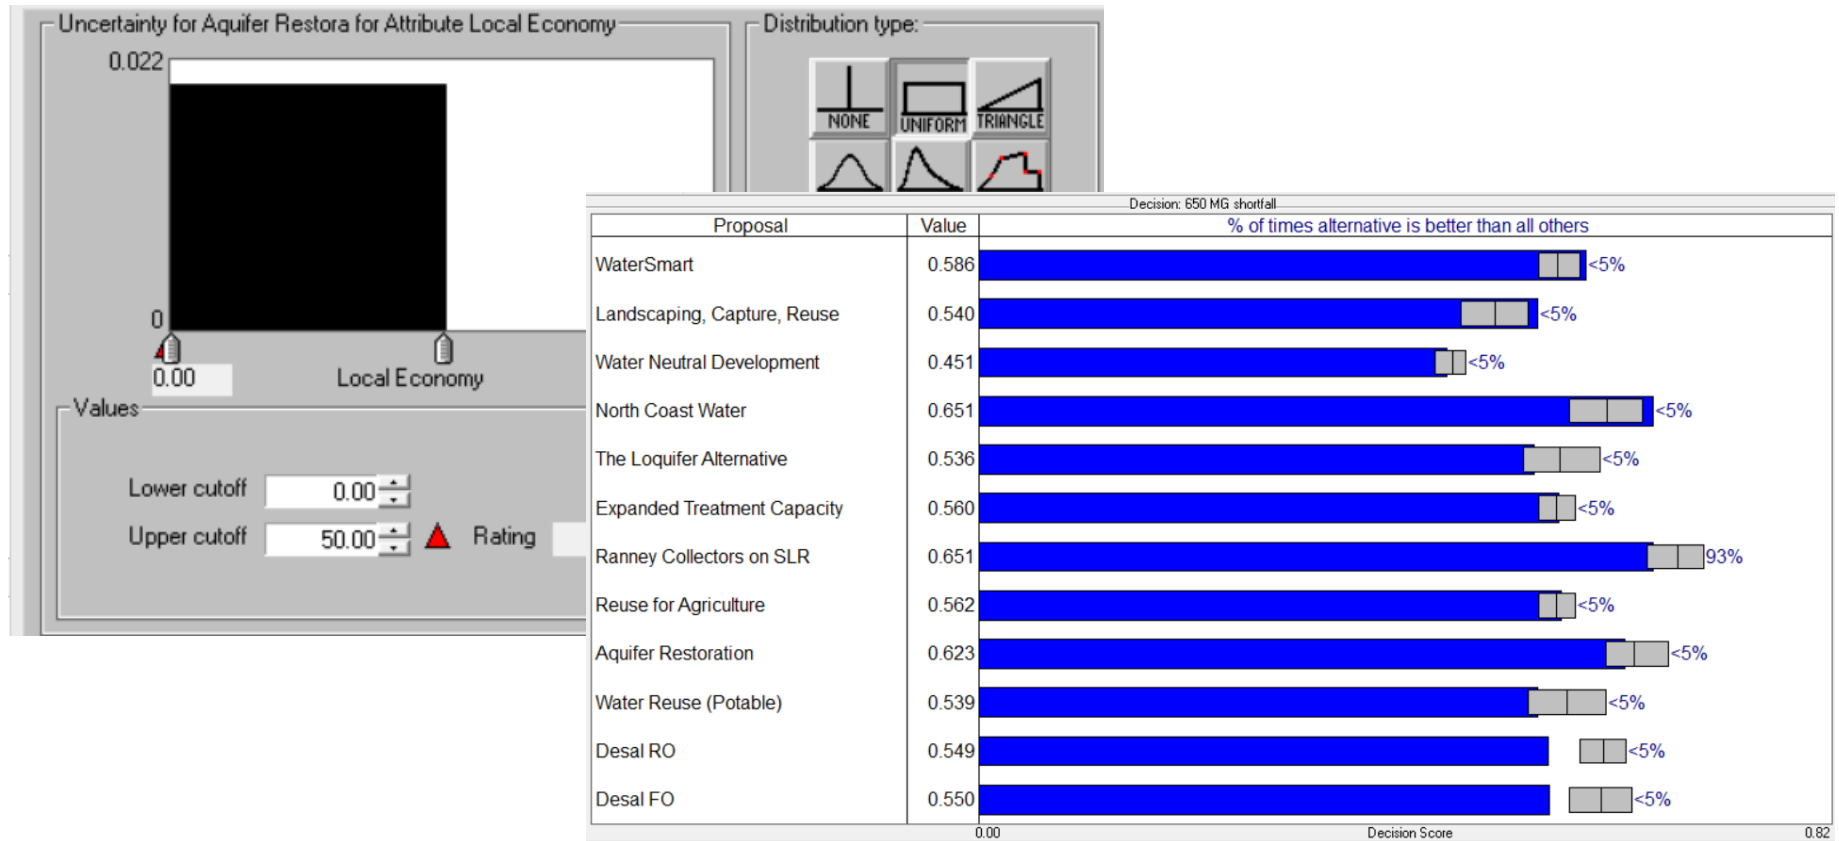 Uncertainty for Aquifer Restora for Attribute Local Economy
0.022
0
0.00
Local Economy
Distribution type:
NONE
UNIFORM
TRIANGLE
Values
Lower cutoff 0.00
Upper cutoff 50.00 Rating
Decision: 650 MG shortfall
Proposal Value % of times alternative is better than all others
WaterSmart 0.586 <5%
Landscaping, Capture, Reuse 0.540 <5%
Water Neutral Development 0.451 <5%
North Coast Water 0.651 <5%
The Loquifer Alternative 0.536 <5%
Expanded Treatment Capacity 0.560 <5%
Ranney Collectors on SLR 0.651 93%
Reuse for Agriculture 0.562 <5%
Aquifer Restoration 0.623 <5%
Water Reuse (Potable) 0.539 <5%
Desal RO 0.549 <5%
Desal FO 0.550 <5%
0.00 Decision Score 0.82